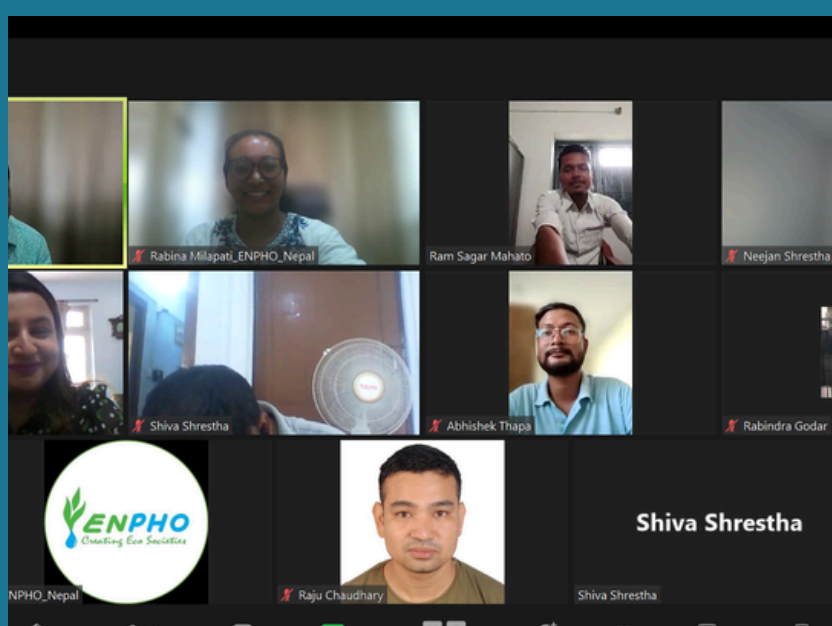 Rabina Milapati_ENPHO_Nepal
Ram Sagar Mahato
Neejan Shrestha
Shiva Shrestha
Abhishek Thapa
Rabindra Godar
ENPHO
Creating Eco Societies
NPHO_Nepal
Raju Chaudhary
Shiva Shrestha
Shiva Shrestha